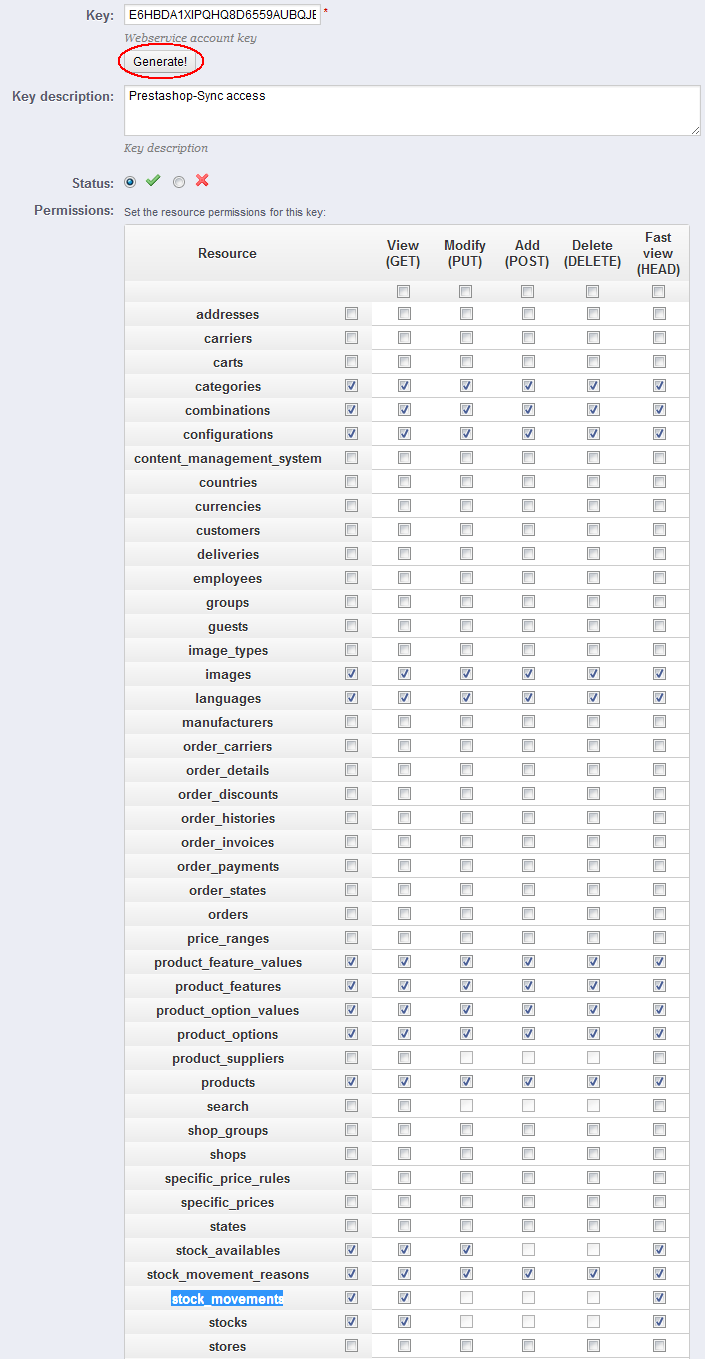 Key: E6HBDA1XIPQHQ8D6559AUBQJE *
Webservice account key
Generate!
Key description: Prestashop-Sync access
Key description
Status:
Permissions: Set the resource permissions for this key:
Resource View (GET) Modify (PUT) Add (POST) Delete (DELETE) Fast view (HEAD)
addresses
carriers
carts
categories
combinations
configurations
content_management_system
countries
currencies
customers
deliveries
employees
groups
guests
image_types
images
languages
manufacturers
order_carriers
order_details
order_discounts
order_histories
order_invoices
order_payments
order_states
orders
price_ranges
product_feature_values
product_features
product_option_values
product_options
product_suppliers
products
search
shop_groups
shops
specific_price_rules
specific_prices
states
stock_availables
stock_movement_reasons
stock_movements
stocks
stores